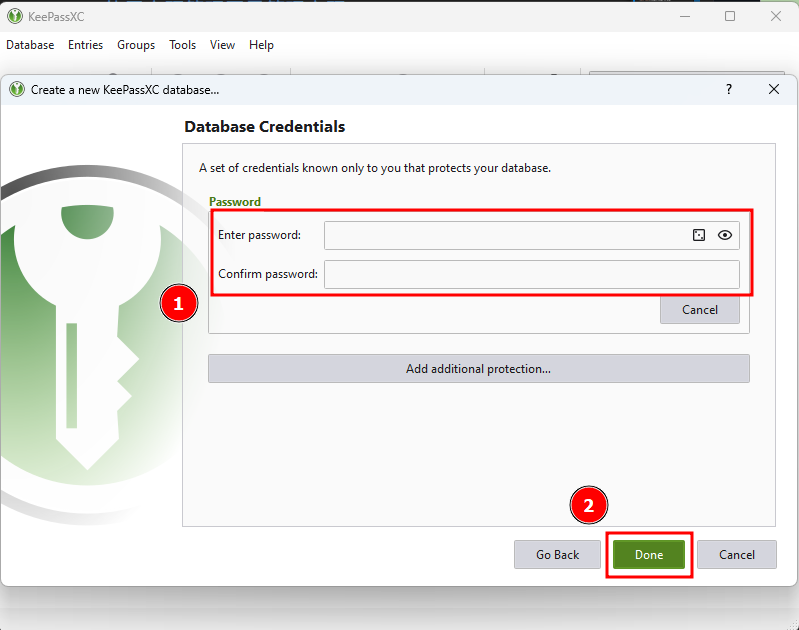 KeePassXC
Database Entries Groups Tools View Help
Create a new KeePassXC database... ?
Database Credentials
A set of credentials known only to you that protects your database.
Password
Enter password:
Confirm password:
1
Cancel
Add additional protection...
2
Go Back Done Cancel